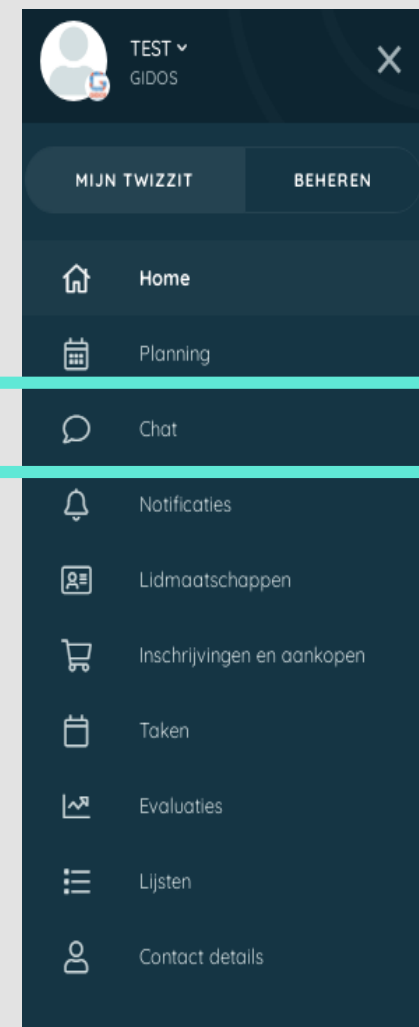 TEST
GIDOS
MIJN TWIZZIT
BEHEREN
Home
Planning
Chat
Notificaties
Lidmaatschappen
Inschrijvingen en aankopen
Taken
Evaluaties
Lijsten
Contact details